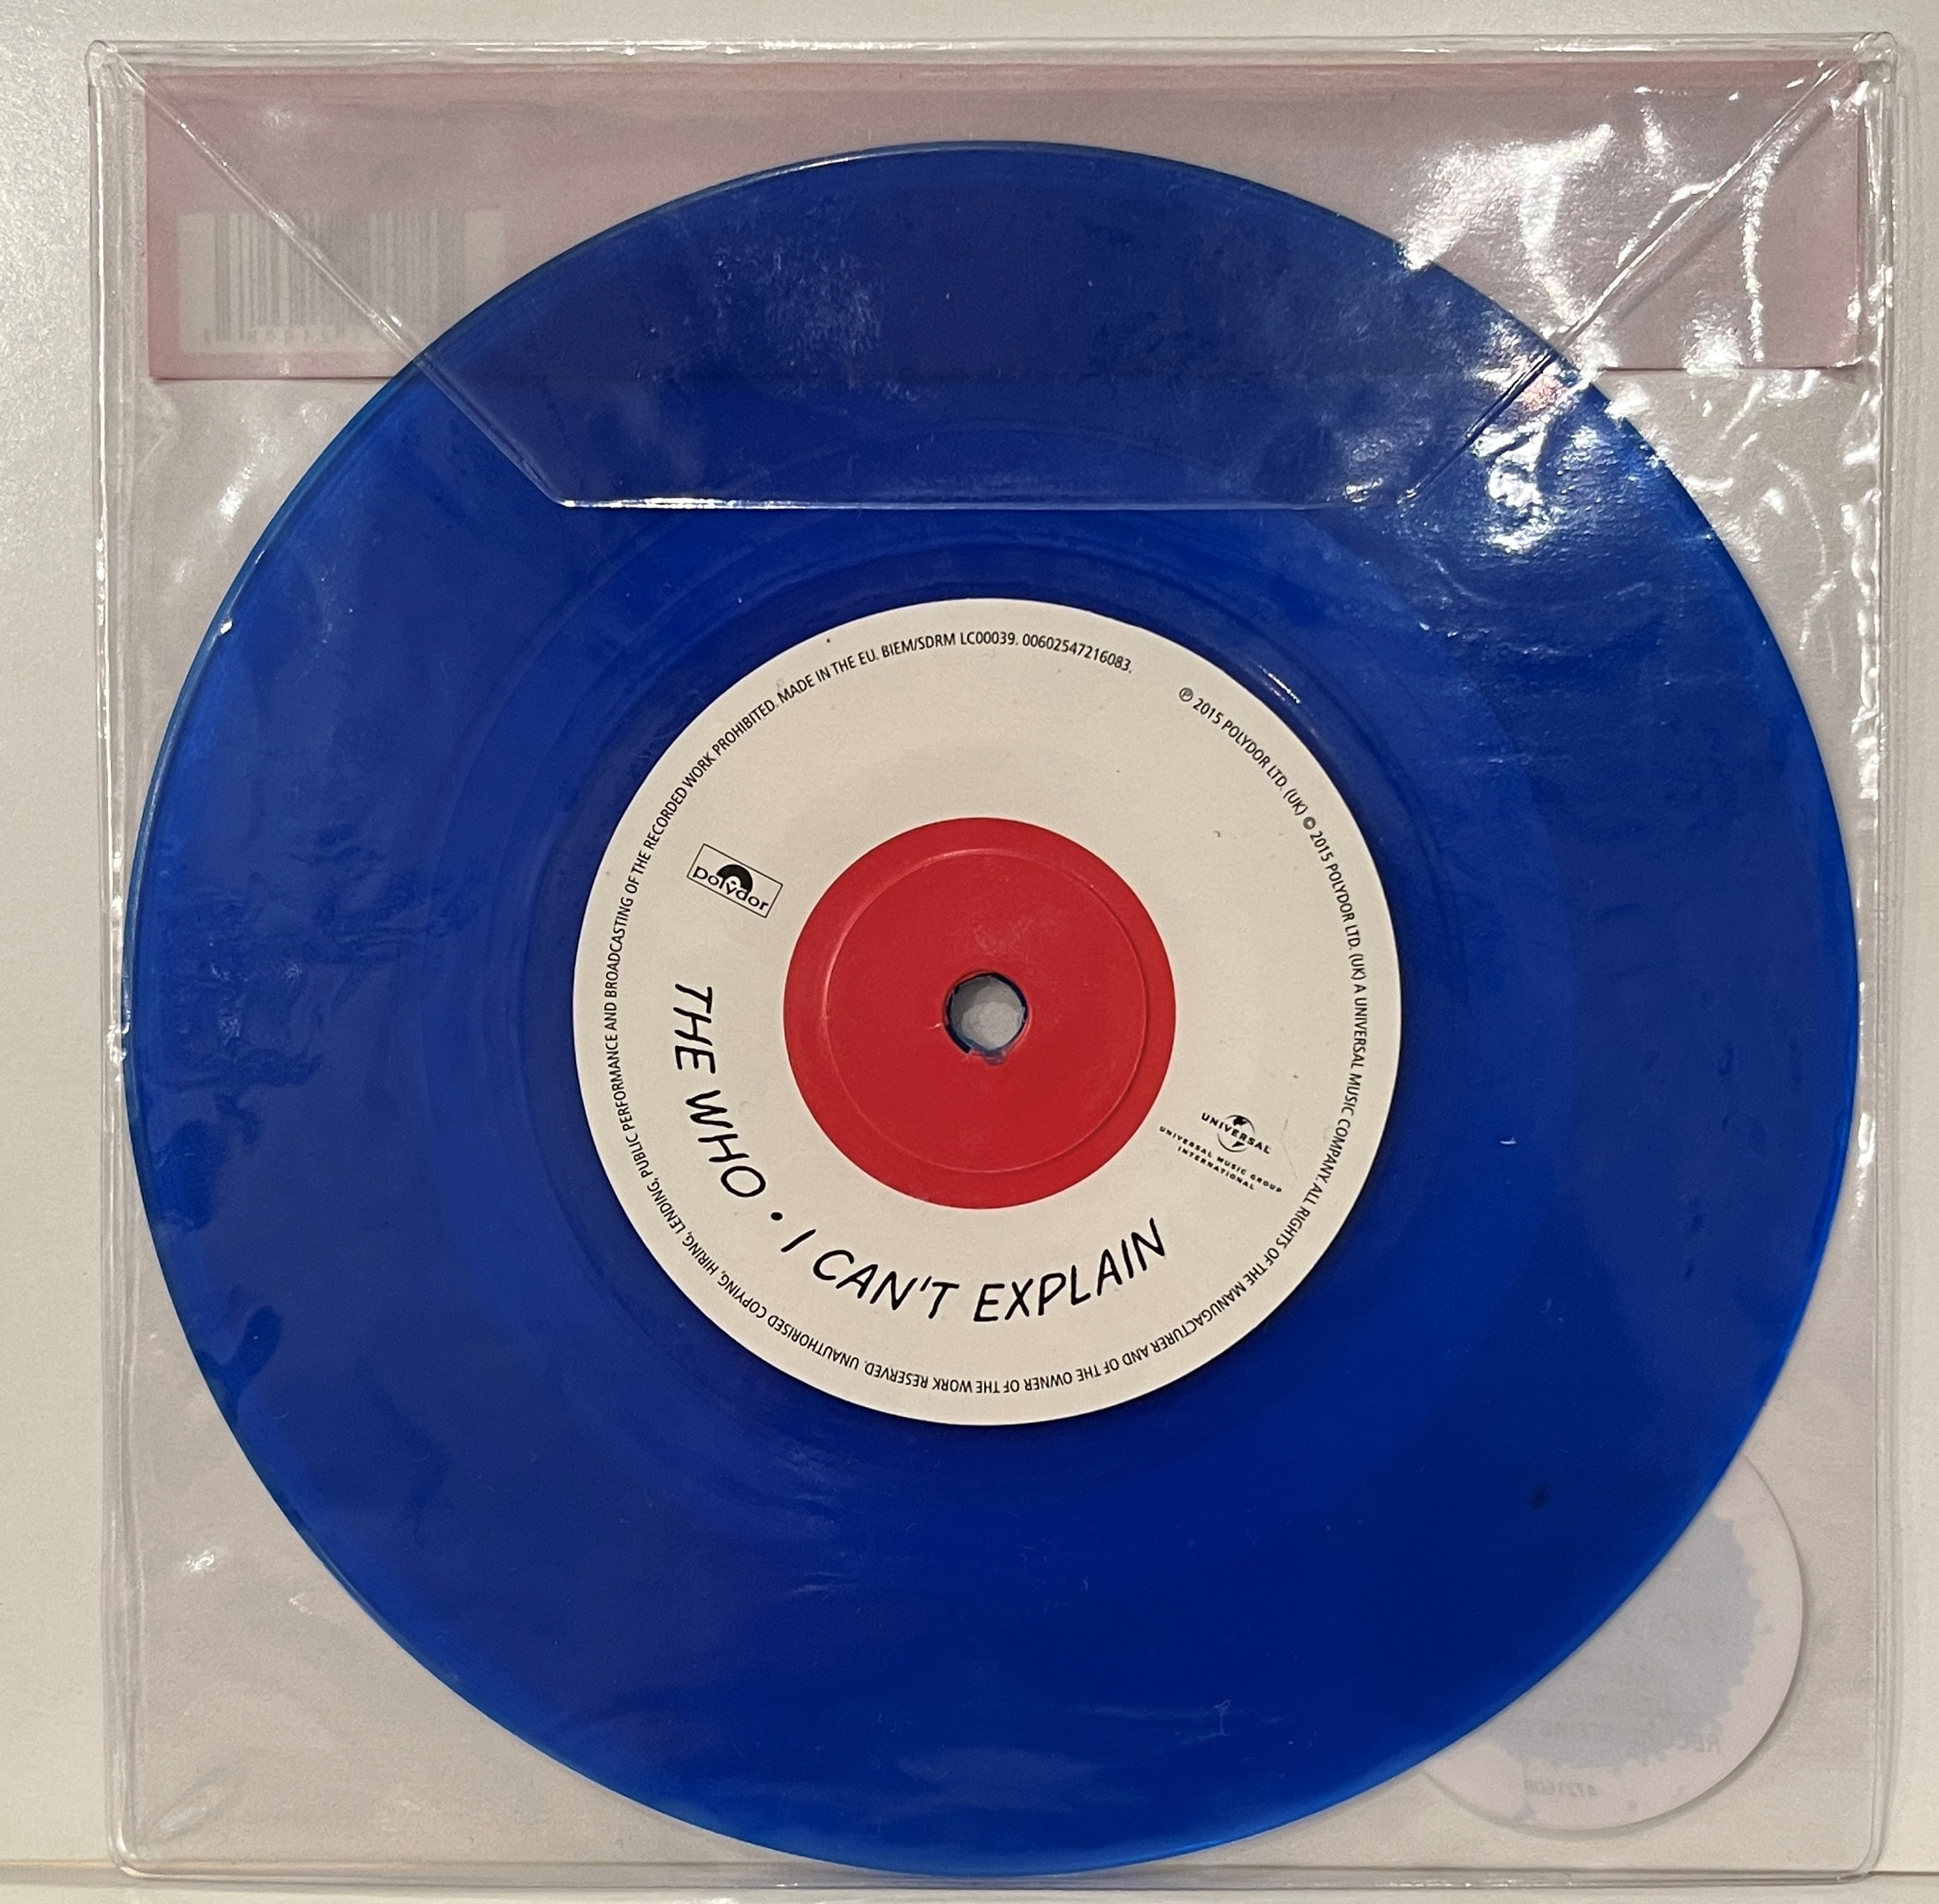 ℗ 2015 POLYDOR LTD. (UK) © 2015 POLYDOR LTD. (UK) A UNIVERSAL MUSIC COMPANY. ALL RIGHTS OF THE MANUGACTURER AND OF THE OWNER OF THE WORK RESERVED. UNAUTHORISED COPYING, HIRING, LENDING, PUBLIC PERFORMANCE AND BROADCASTING OF THE RECORDED WORK PROHIBITED. MADE IN THE EU. BIEM/SDRM LC00039. 00602547216083.
polydor
THE WHO • I CAN'T EXPLAIN
UNIVERSAL
UNIVERSAL MUSIC GROUP
INTERNATIONAL